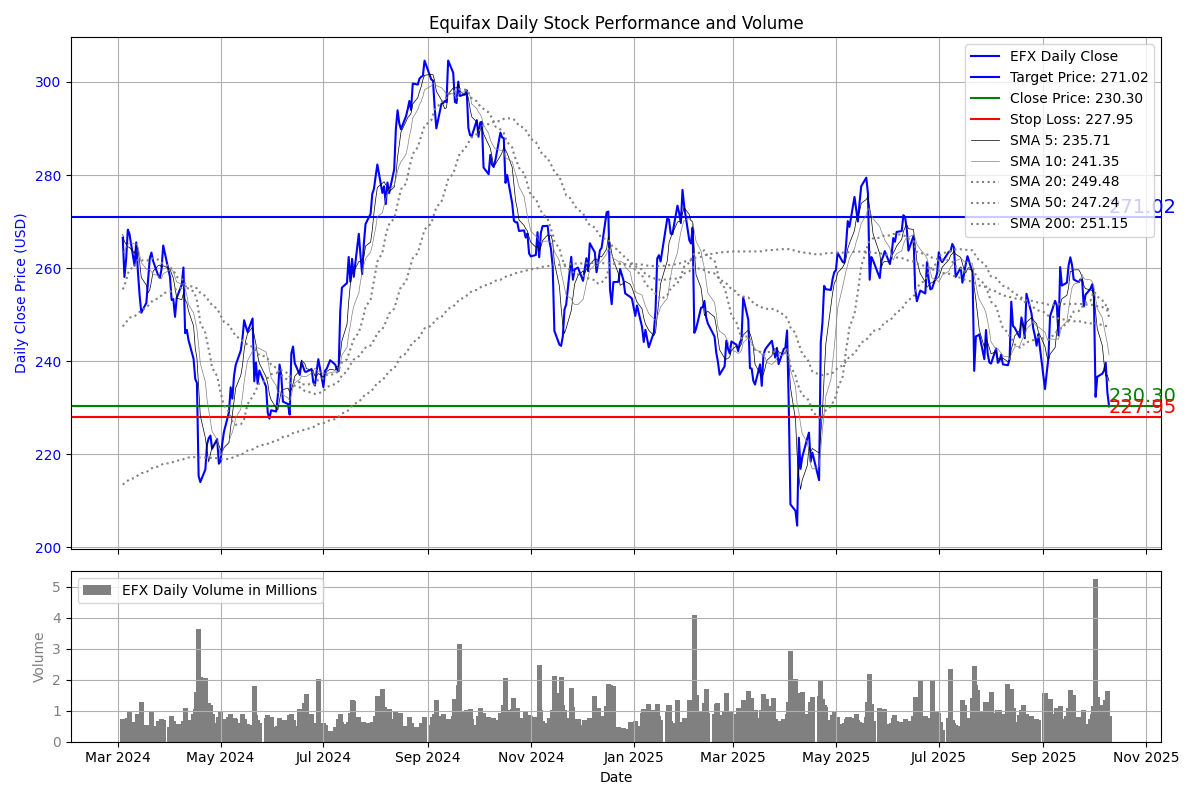 Equifax Daily Stock Performance and Volume
Daily Close Price (USD)
300
280
260
240
220
200
EFX Daily Close
Target Price: 271.02
Close Price: 230.30
Stop Loss: 227.95
SMA 5: 235.71
SMA 10: 241.35
SMA 20: 249.48
SMA 50: 247.24
SMA 200: 251.15
271.02
230.30
227.95
EFX Daily Volume in Millions
Volume
5
4
3
2
1
0
Mar 2024
May 2024
Jul 2024
Sep 2024
Nov 2024
Jan 2025
Mar 2025
May 2025
Jul 2025
Sep 2025
Nov 2025
Date